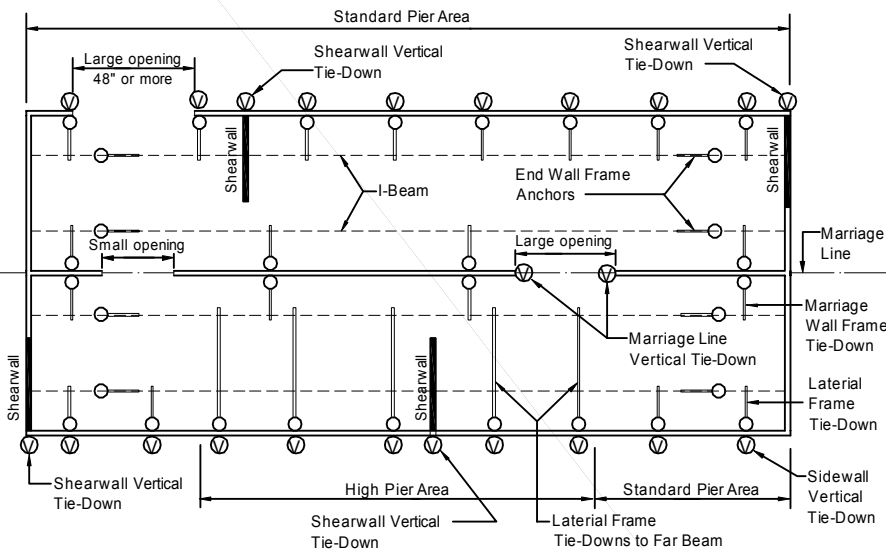 Standard Pier Area
Large opening
48" or more
Shearwall Vertical
Tie-Down
Shearwall Vertical
Tie-Down
V
V
V
V
V
V
V
V
V
V
Shearwall
Shearwall
I-Beam
End Wall Frame
Anchors
Small opening
Large opening
Marriage
Line
V
V
Marriage
Wall Frame
Tie-Down
Marriage Line
Vertical Tie-Down
Shearwall
Shearwall
Laterial
Frame
Tie-Down
V
V
V
V
V
V
V
V
V
V
V
Shearwall Vertical
Tie-Down
High Pier Area
Standard Pier Area
Sidewall
Vertical
Tie-Down
Shearwall Vertical
Tie-Down
Laterial Frame
Tie-Downs to Far Beam